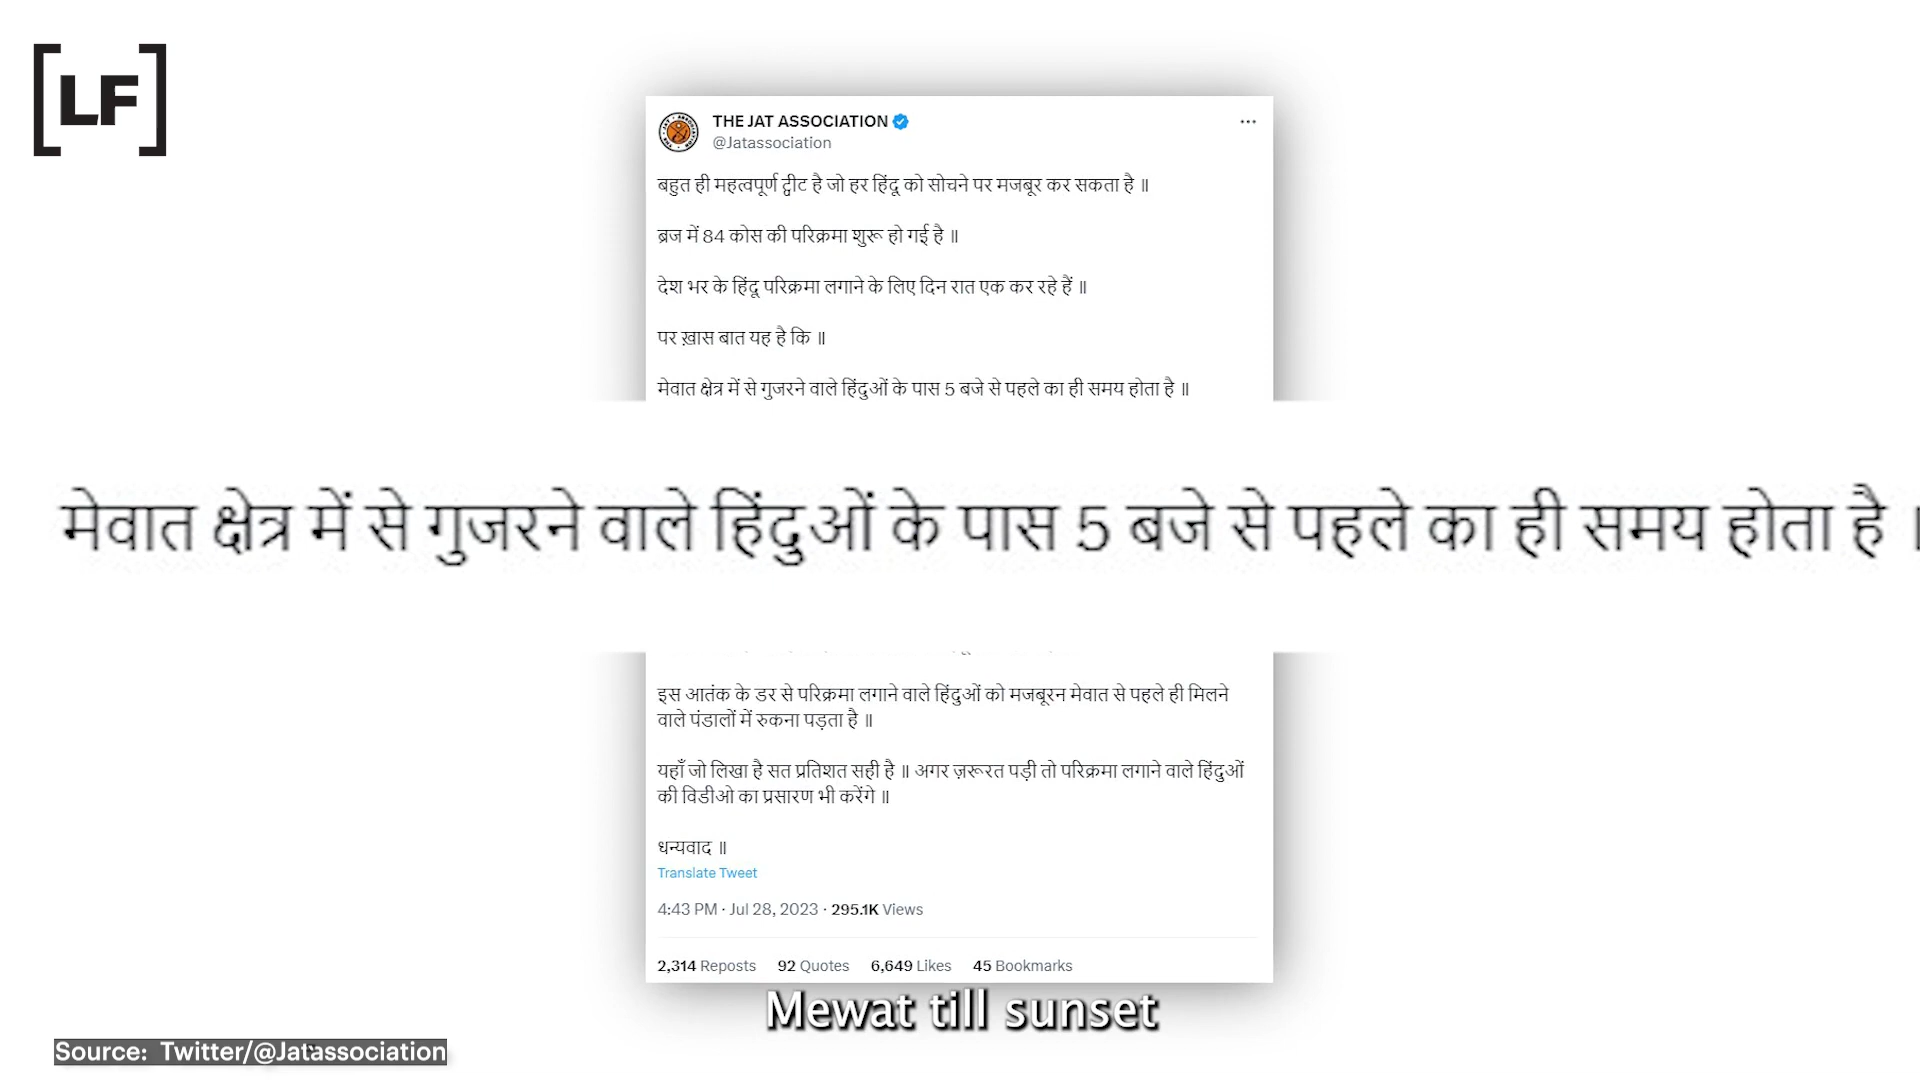 [LF]
THE JAT ASSOCIATION
@Jatassociation
बहुत ही महत्वपूर्ण ट्वीट है जो हर हिंदू को सोचने पर मजबूर कर सकता है ॥
ब्रज में 84 कोस की परिक्रमा शुरू हो गई है ॥
देश भर के हिंदू परिक्रमा लगाने के लिए दिन रात एक कर रहे हैं ॥
पर ख़ास बात यह है कि ॥
मेवात क्षेत्र में से गुजरने वाले हिंदुओं के पास 5 बजे से पहले का ही समय होता है ॥
मेवात क्षेत्र में से गुजरने वाले हिंदुओं के पास 5 बजे से पहले का ही समय होता है ।
इस आतंक के डर से परिक्रमा लगाने वाले हिंदुओं को मजबूरन मेवात से पहले ही मिलने
वाले पंडालों में रुकना पड़ता है ॥
यहाँ जो लिखा है सत प्रतिशत सही है ॥ अगर ज़रूरत पड़ी तो परिक्रमा लगाने वाले हिंदुओं
की विडीओ का प्रसारण भी करेंगे ॥
धन्यवाद ॥
Translate Tweet
4:43 PM · Jul 28, 2023 · 295.1K Views
2,314 Reposts 92 Quotes 6,649 Likes 45 Bookmarks
Mewat till sunset
Source: Twitter/@Jatassociation